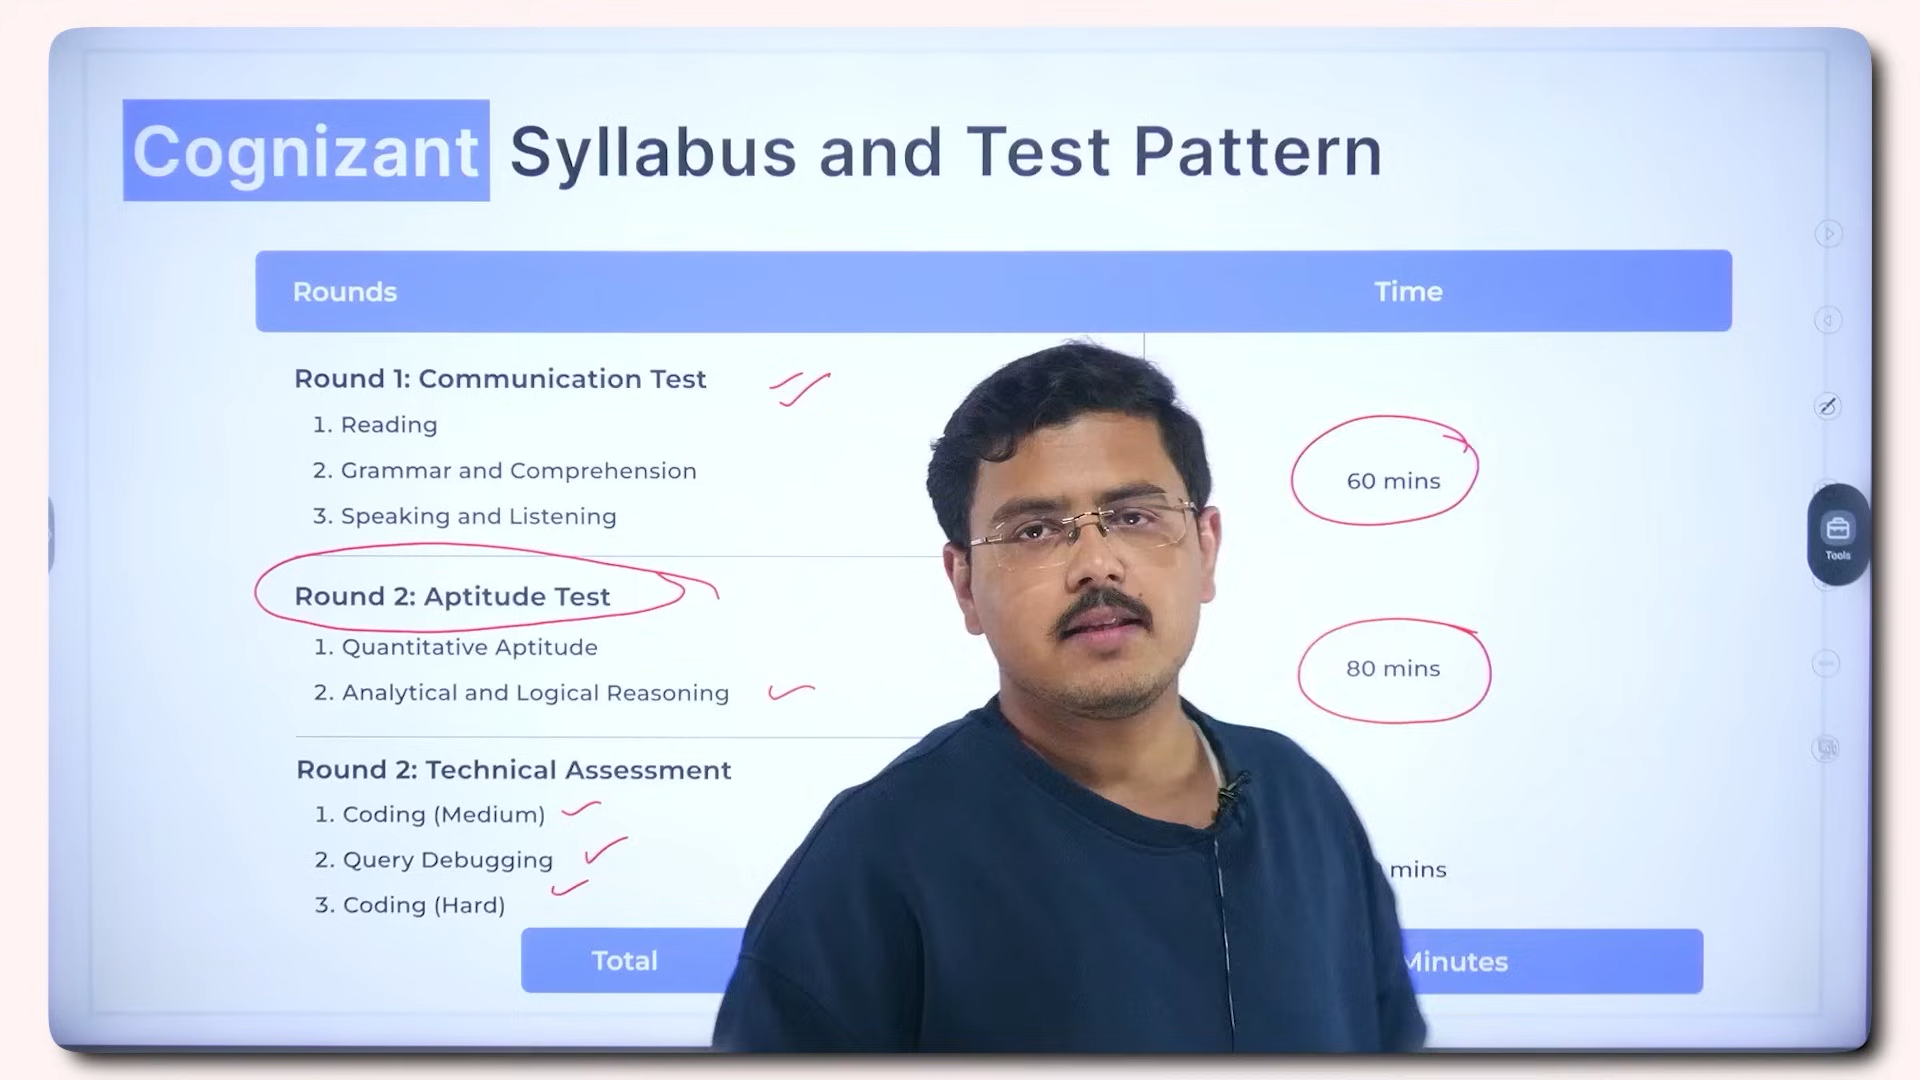 Cognizant Syllabus and Test Pattern
Rounds Time
Round 1: Communication Test
1. Reading
2. Grammar and Comprehension
3. Speaking and Listening
60 mins
Round 2: Aptitude Test
1. Quantitative Aptitude
2. Analytical and Logical Reasoning
80 mins
Round 2: Technical Assessment
1. Coding (Medium)
2. Query Debugging
3. Coding (Hard)
mins
Total Minutes
Tools